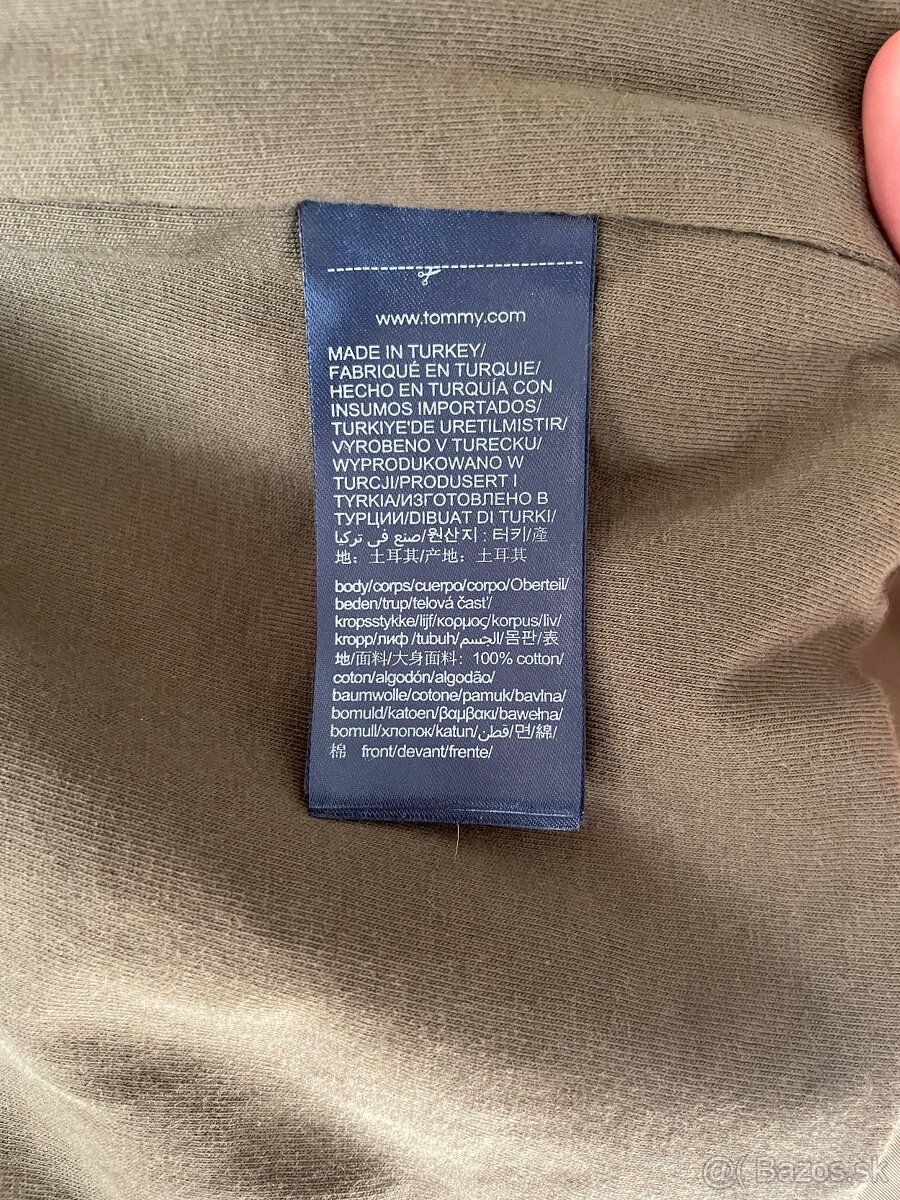 www.tommy.com
MADE IN TURKEY/
FABRIQUÉ EN TURQUIE/
HECHO EN TURQUÍA CON
INSUMOS IMPORTADOS/
TURKIYE'DE URETILMISTIR/
VYROBENO V TURECKU/
WYPRODUKOWANO W
TURCJI/PRODUSERT I
TYRKIA/ИЗГОТОВЛЕНО В
ТУРЦИИ/DIBUAT DI TURKI/
صنع في تركيا/원산지 : 터키/產
地：土耳其/产地：土耳其
body/corps/cuerpo/corpo/Oberteil/
beden/trup/telová časť/
kropsstykke/lijf/κορμος/korpus/liv/
kropp/лиф /tubuh/الجسم/몸판/表
地/面料/大身面料：100% cotton/
coton/algodón/algodão/
baumwolle/cotone/pamuk/bavlna/
bomuld/katoen/βαμβακι/bawełna/
bomull/хлопок/katun/قطن/면/綿/
棉 front/devant/frente/
@( Bazos.sk